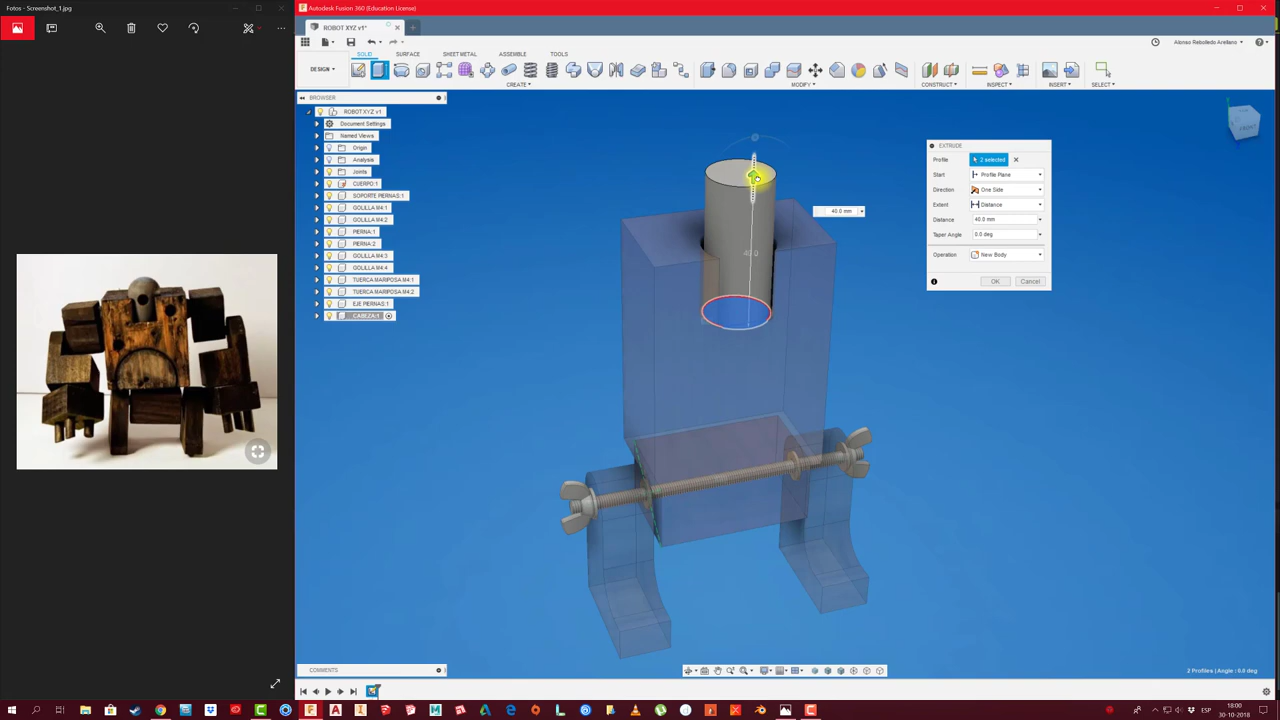 Fotos - Screenshot_1.jpg
Autodesk Fusion 360 (Education License)
ROBOT XYZ v1*
Alonso Rebolledo Arellano
SOLID
SURFACE
SHEET METAL
ASSEMBLE
TOOLS
DESIGN
CREATE
MODIFY
CONSTRUCT
INSPECT
INSERT
SELECT
BROWSER
ROBOT XYZ v1
Document Settings
Named Views
Origin
Analysis
Joints
CUERPO:1
SOPORTE PIERNAS:1
GOLILLA M4:1
GOLILLA M4:2
PIERNA:1
PIERNA:2
GOLILLA M4:3
GOLILLA M4:4
TUERCA MARIPOSA M4:1
TUERCA MARIPOSA M4:2
EJE PIERNAS:1
CABEZA:1
FRONT
EXTRUDE
Profile 2 selected
Start Profile Plane
Direction One Side
Extent Distance
Distance 40.0 mm
Taper Angle 0.0 deg
Operation New Body
OK Cancel
40.0 mm
40.0
COMMENTS
2 Profiles | Angle : 0.0 deg
ESP
18:00
30-10-2018